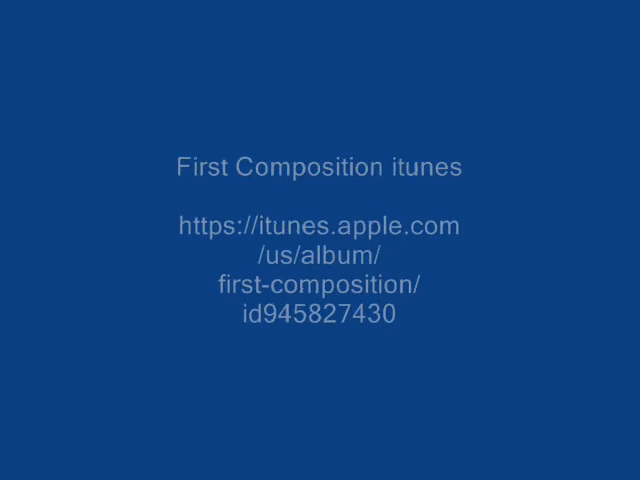 First Composition itunes
https://itunes.apple.com
/us/album/
first-composition/
id945827430